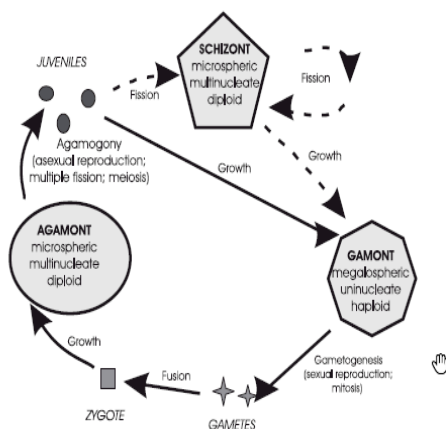 JUVENILES
SCHIZONT
microspheric
multinucleate
diploid
Fission
Fission
Agamogony
(asexual reproduction;
multiple fission; meiosis)
Growth
Growth
AGAMONT
microspheric
multinucleate
diploid
GAMONT
megalospheric
uninucleate
haploid
Growth
Gametogenesis
(sexual reproduction;
mitosis)
Fusion
ZYGOTE
GAMETES